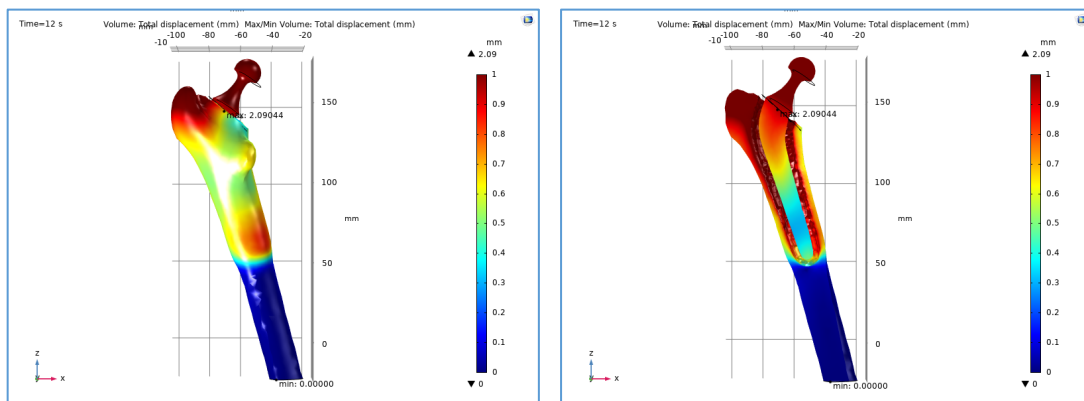 Time=12 s Volume: Total displacement (mm) Max/Min Volume: Total displacement (mm)
mm
-100 -80 -60 -40 -20
-10
mm
▲ 2.09
1
0.9
0.8
0.7
0.6
0.5
0.4
0.3
0.2
0.1
0
▼ 0
150
100
mm
50
0
max: 2.09044
min: 0.00000
z
y
x
Time=12 s Volume: Total displacement (mm) Max/Min Volume: Total displacement (mm)
mm
-100 -80 -60 -40 -20
-10
mm
▲ 2.09
1
0.9
0.8
0.7
0.6
0.5
0.4
0.3
0.2
0.1
0
▼ 0
150
100
mm
50
0
max: 2.09044
min: 0.00000
z
y
x